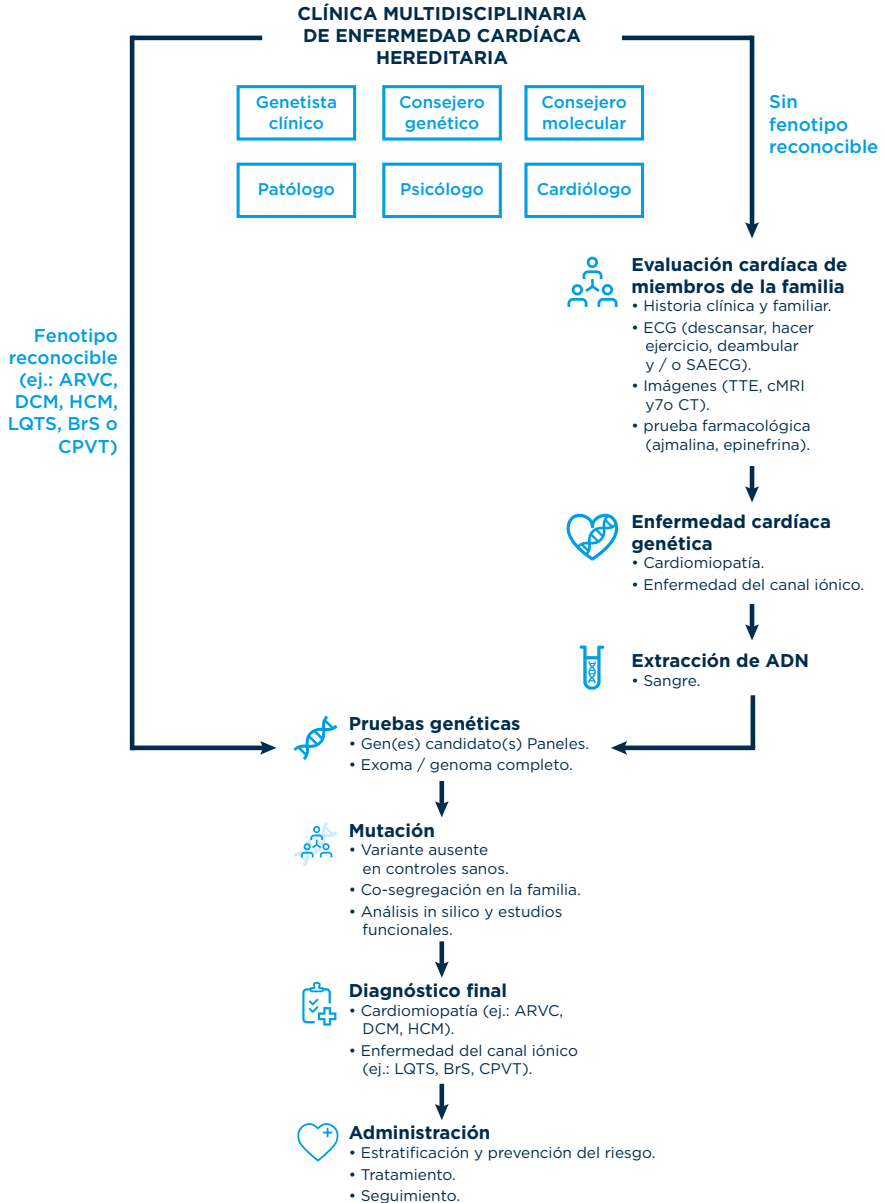 CLÍNICA MULTIDISCIPLINARIA
DE ENFERMEDAD CARDÍACA
HEREDITARIA
Genetista
clínico
Consejero
genético
Consejero
molecular
Patólogo
Psicólogo
Cardiólogo
Sin
fenotipo
reconocible
Fenotipo
reconocible
(ej.: ARVC,
DCM, HCM,
LQTS, BrS o
CPVT)
Evaluación cardíaca de
miembros de la familia
• Historia clínica y familiar.
• ECG (descansar, hacer
ejercicio, deambular
y / o SAECG).
• Imágenes (TTE, cMRI
y7o CT).
• prueba farmacológica
(ajmalina, epinefrina).
Enfermedad cardíaca
genética
• Cardiomiopatía.
• Enfermedad del canal iónico.
Extracción de ADN
• Sangre.
Pruebas genéticas
• Gen(es) candidato(s) Paneles.
• Exoma / genoma completo.
Mutación
• Variante ausente
en controles sanos.
• Co-segregación en la familia.
• Análisis in silico y estudios
funcionales.
Diagnóstico final
• Cardiomiopatía (ej.: ARVC,
DCM, HCM).
• Enfermedad del canal iónico
(ej.: LQTS, BrS, CPVT).
Administración
• Estratificación y prevención del riesgo.
• Tratamiento.
• Seguimiento.